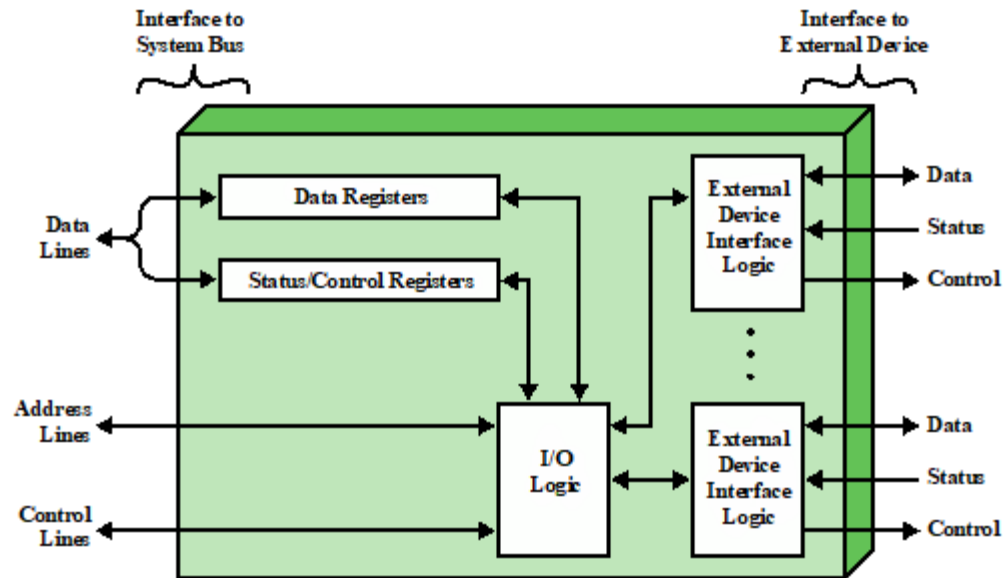 Interface to
System Bus
Interface to
External Device
Data Registers
Status/Control Registers
Data
Lines
Address
Lines
Control
Lines
I/O
Logic
External
Device
Interface
Logic
Data
Status
Control
External
Device
Interface
Logic
Data
Status
Control